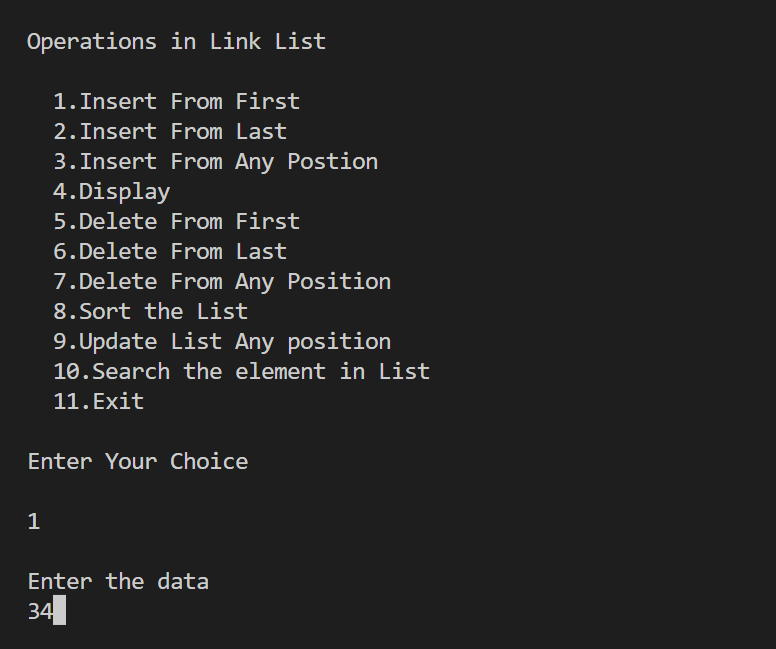 Operations in Link List
1.Insert From First
2.Insert From Last
3.Insert From Any Postion
4.Display
5.Delete From First
6.Delete From Last
7.Delete From Any Position
8.Sort the List
9.Update List Any position
10.Search the element in List
11.Exit
Enter Your Choice
1
Enter the data
34